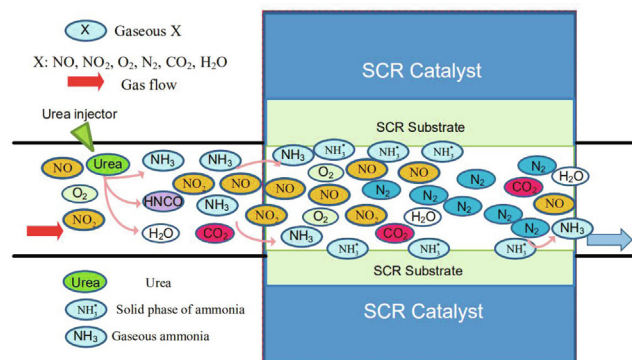 X Gaseous X
X: NO, NO₂, O₂, N₂, CO₂, H₂O
Gas flow
Urea injector
SCR Catalyst
SCR Substrate
NO Urea NH₃ NH₃ NH₃ NH₃* NH₃* NH₃*
O₂ HNCO NO₂ NO NO O₂ NO NO N₂ N₂ CO₂ H₂O
NO₂ NH₃ NO₂ O₂ NO NO₂ N₂ N₂ H₂O N₂ N₂ NO
H₂O CO₂ NH₃ CO₂ N₂ NH₃
NH₃* NH₃* NH₃*
SCR Substrate
SCR Catalyst
Urea Urea
NH₃* Solid phase of ammonia
NH₃ Gaseous ammonia